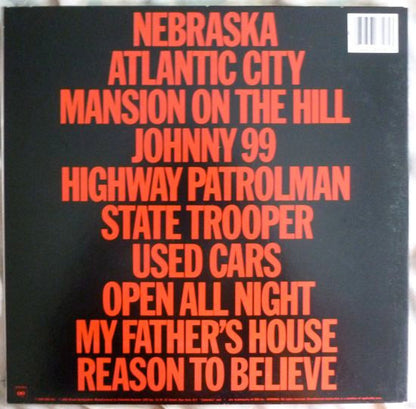 NEBRASKA
ATLANTIC CITY
MANSION ON THE HILL
JOHNNY 99
HIGHWAY PATROLMAN
STATE TROOPER
USED CARS
OPEN ALL NIGHT
MY FATHER'S HOUSE
REASON TO BELIEVE